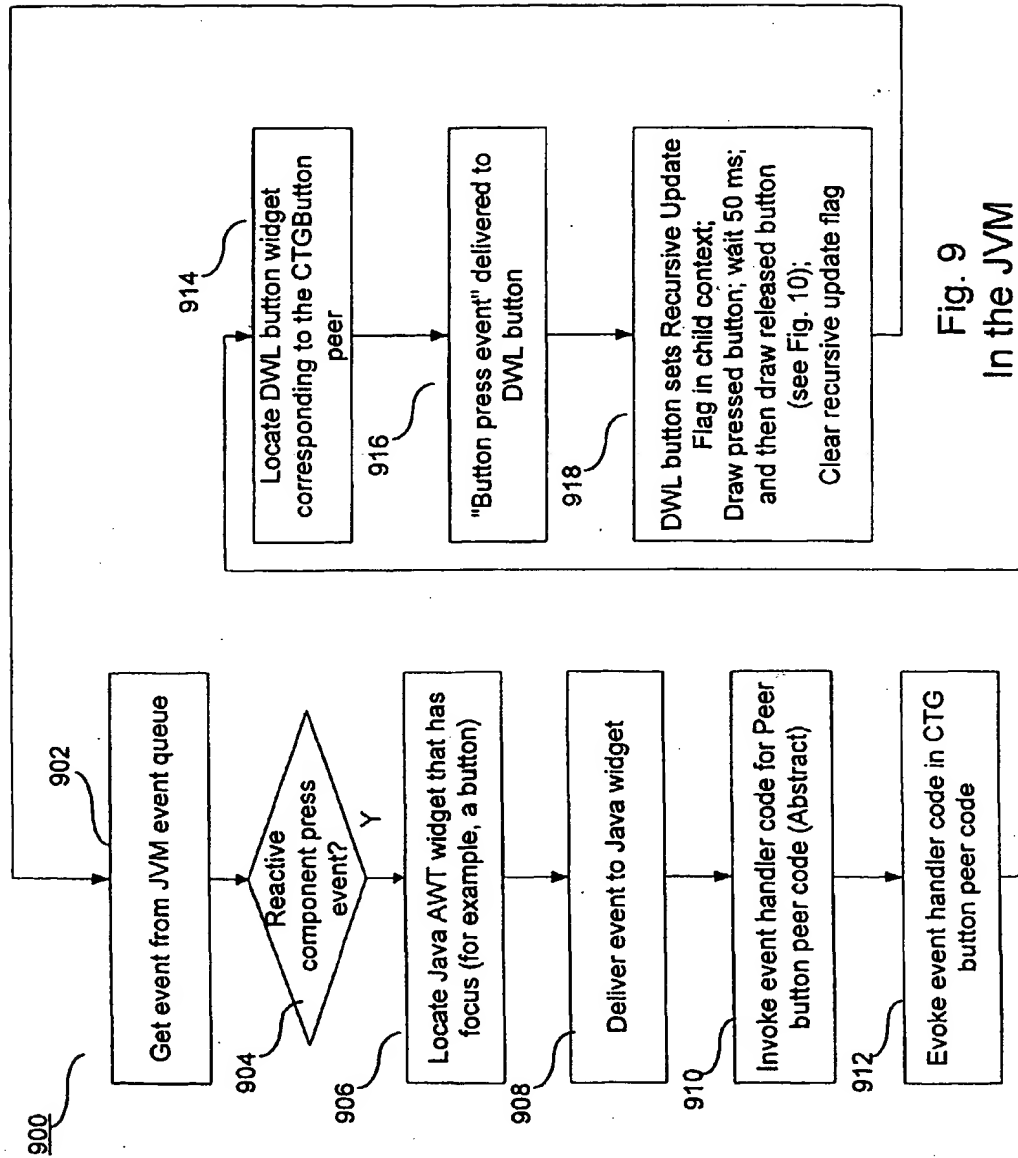 900
902
Get event from JVM event queue
904
Reactive
component press
event?
Y
906
Locate Java AWT widget that has
focus (for example, a button)
908
Deliver event to Java widget
910
Invoke event handler code for Peer
button peer code (Abstract)
912
Evoke event handler code in CTG
button peer code
914
Locate DWL button widget
corresponding to the CTGButton
peer
916
"Button press event" delivered to
DWL button
918
DWL button sets Recursive Update
Flag in child context;
Draw pressed button; wait 50 ms;
and then draw released button
(see Fig. 10);
Clear recursive update flag
Fig. 9
In the JVM